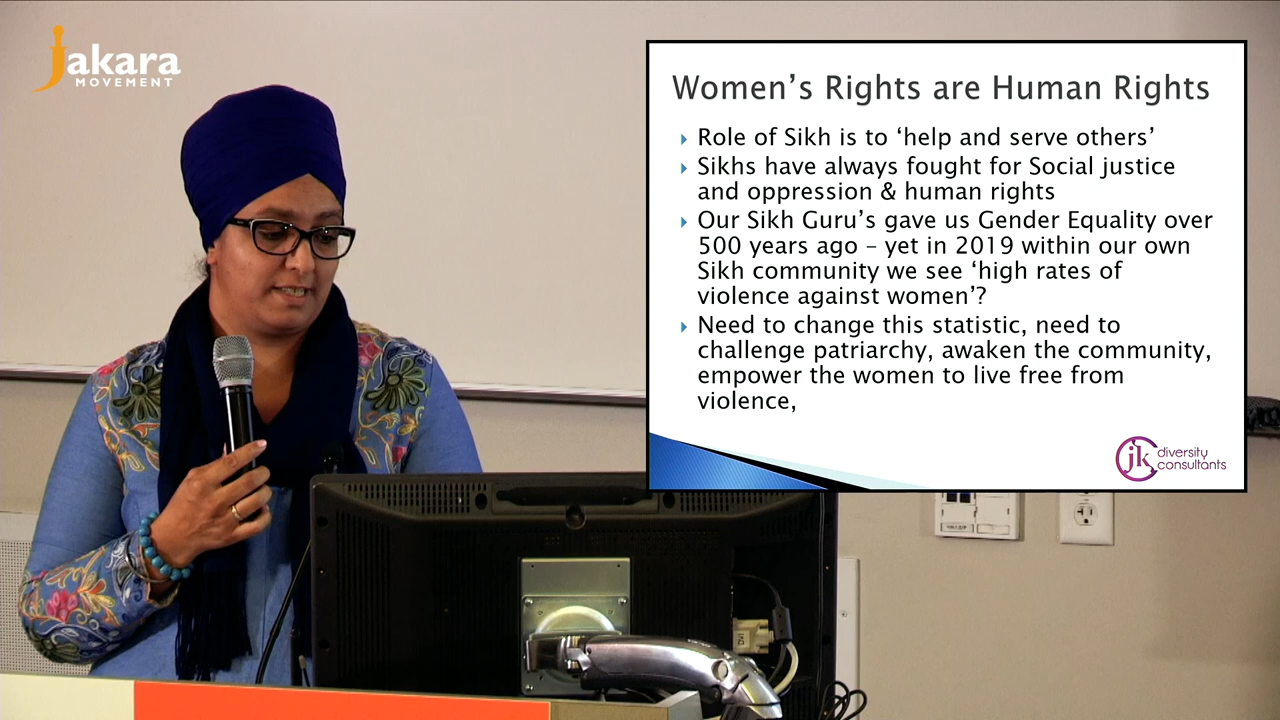 Jakara
MOVEMENT
Women's Rights are Human Rights
Role of Sikh is to 'help and serve others'
Sikhs have always fought for Social justice
and oppression & human rights
Our Sikh Guru's gave us Gender Equality over
500 years ago – yet in 2019 within our own
Sikh community we see 'high rates of
violence against women'?
Need to change this statistic, need to
challenge patriarchy, awaken the community,
empower the women to live free from
violence,
jk diversity
consultants